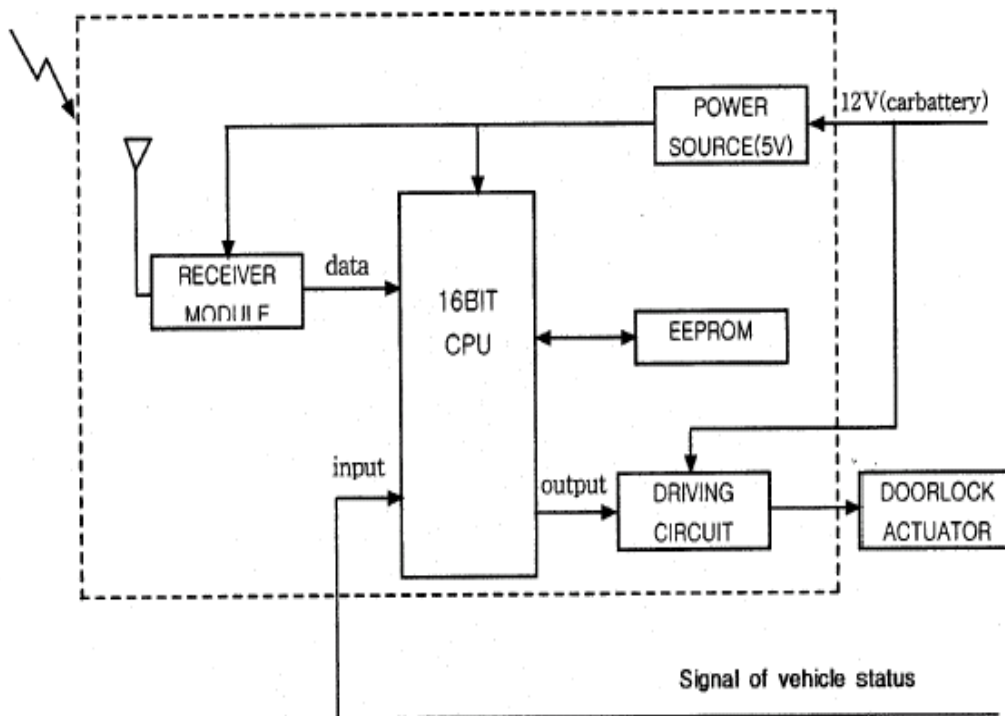 POWER
SOURCE(5V)
12V(carbattery)
RECEIVER
MODULE
data
16BIT
CPU
EEPROM
input
output
DRIVING
CIRCUIT
DOORLOCK
ACTUATOR
Signal of vehicle status